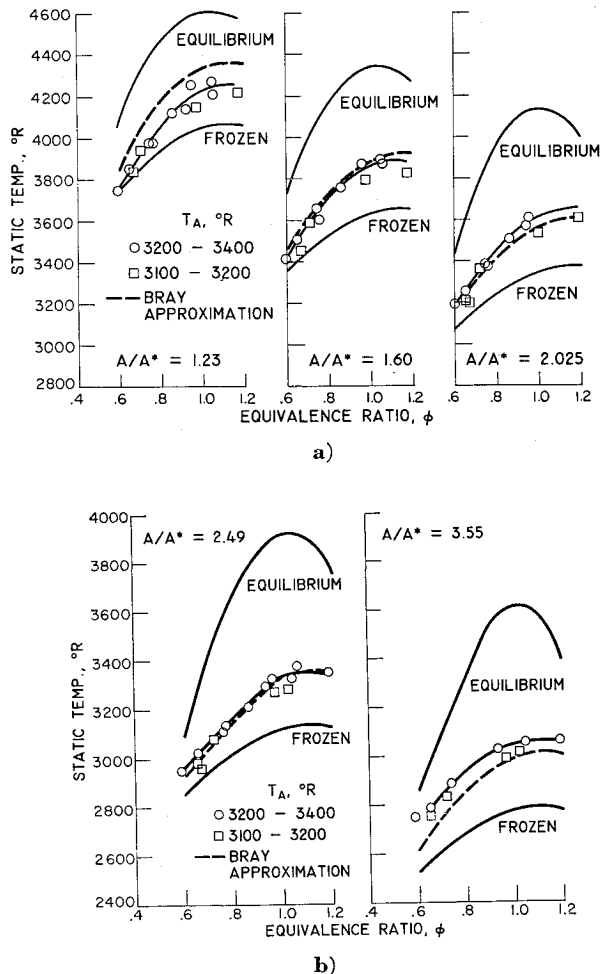 4600
4400
4200
4000
3800
3600
3400
3200
3000
2800
STATIC TEMP., °R
EQUILIBRIUM
FROZEN
T_A, °R
○ 3200 – 3400
□ 3100 – 3200
BRAY
APPROXIMATION
A/A* = 1.23
EQUILIBRIUM
FROZEN
A/A* = 1.60
EQUILIBRIUM
FROZEN
A/A* = 2.025
.4 .6 .8 1.0 1.2
.6 .8 1.0 1.2
.6 .8 1.0 1.2
EQUIVALENCE RATIO, ϕ
a)
4000
3800
3600
3400
3200
3000
2800
2600
2400
STATIC TEMP., °R
A/A* = 2.49
EQUILIBRIUM
FROZEN
T_A, °R
○ 3200 – 3400
□ 3100 – 3200
BRAY
APPROXIMATION
A/A* = 3.55
EQUILIBRIUM
FROZEN
.4 .6 .8 1.0 1.2
.4 .6 .8 1.0 1.2
EQUIVALENCE RATIO, ϕ
b)